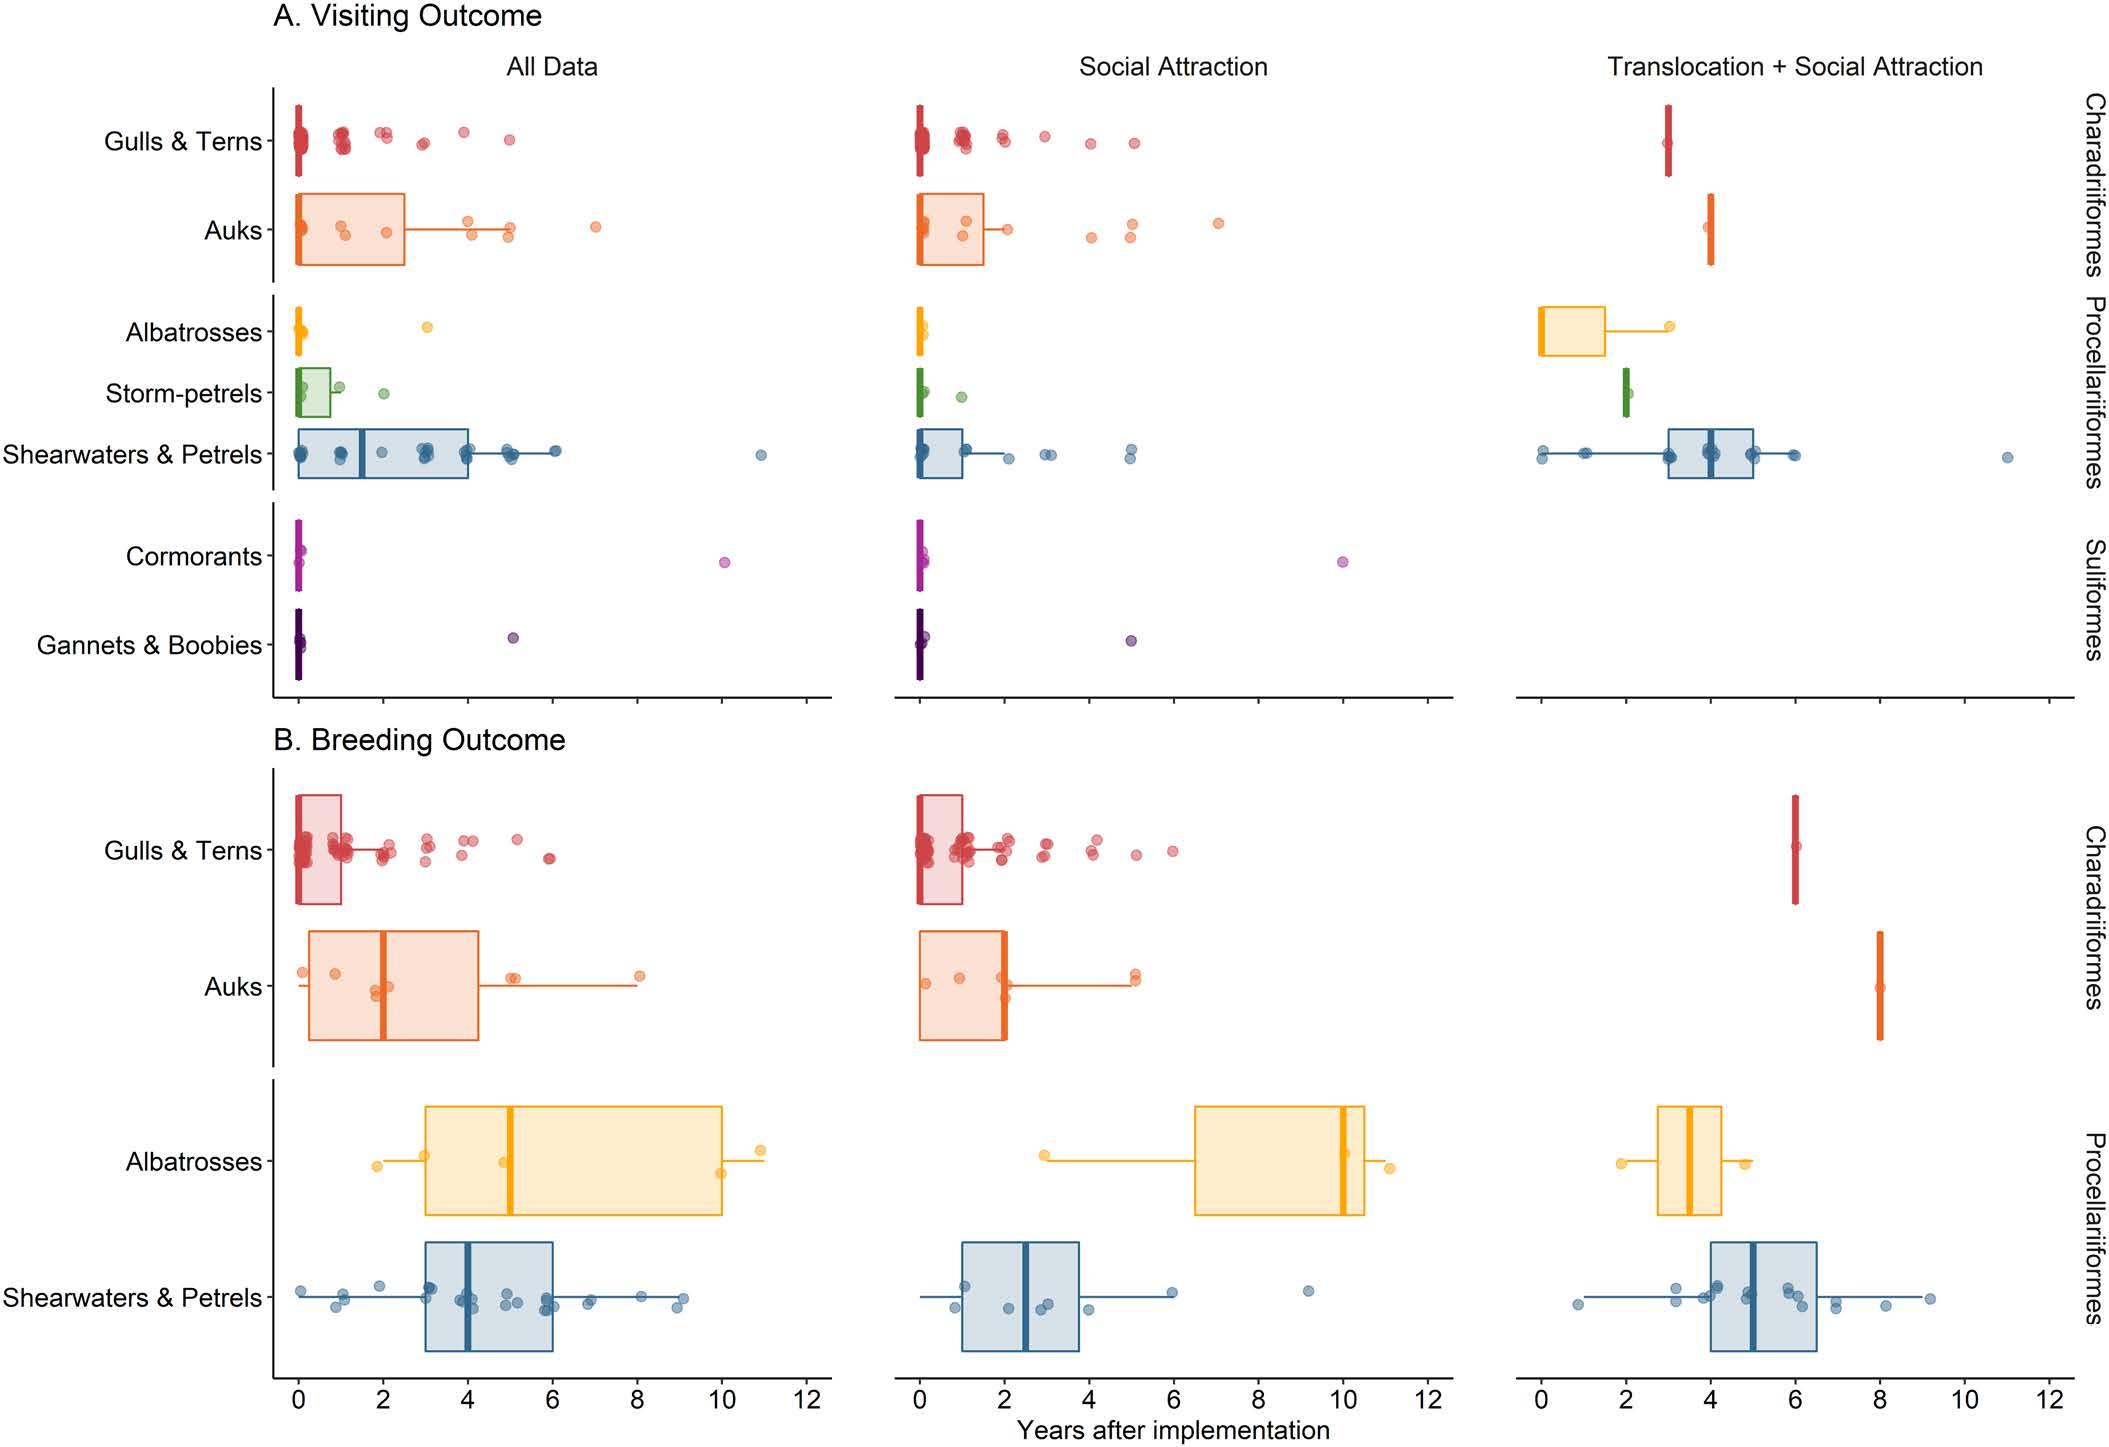 A. Visiting Outcome
All Data
Social Attraction
Translocation + Social Attraction
Gulls & Terns
Auks
Charadriiformes
Albatrosses
Storm-petrels
Shearwaters & Petrels
Procellariiformes
Cormorants
Gannets & Boobies
Suliformes
B. Breeding Outcome
Gulls & Terns
Auks
Charadriiformes
Albatrosses
Shearwaters & Petrels
Procellariiformes
0 2 4 6 8 10 12
0 2 4 6 8 10 12
0 2 4 6 8 10 12
Years after implementation